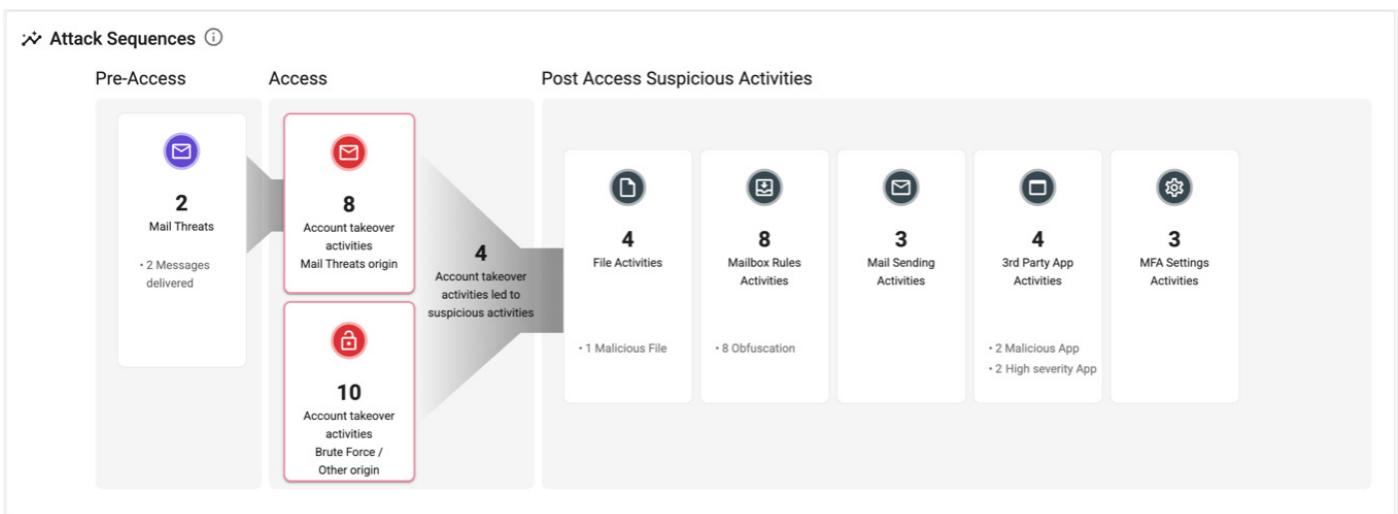 Attack Sequences
Pre-Access
Access
Post Access Suspicious Activities
2
Mail Threats
• 2 Messages
delivered
8
Account takeover
activities
Mail Threats origin
10
Account takeover
activities
Brute Force /
Other origin
4
Account takeover
activities led to
suspicious activities
4
File Activities
• 1 Malicious File
8
Mailbox Rules
Activities
• 8 Obfuscation
3
Mail Sending
Activities
4
3rd Party App
Activities
• 2 Malicious App
• 2 High severity App
3
MFA Settings
Activities